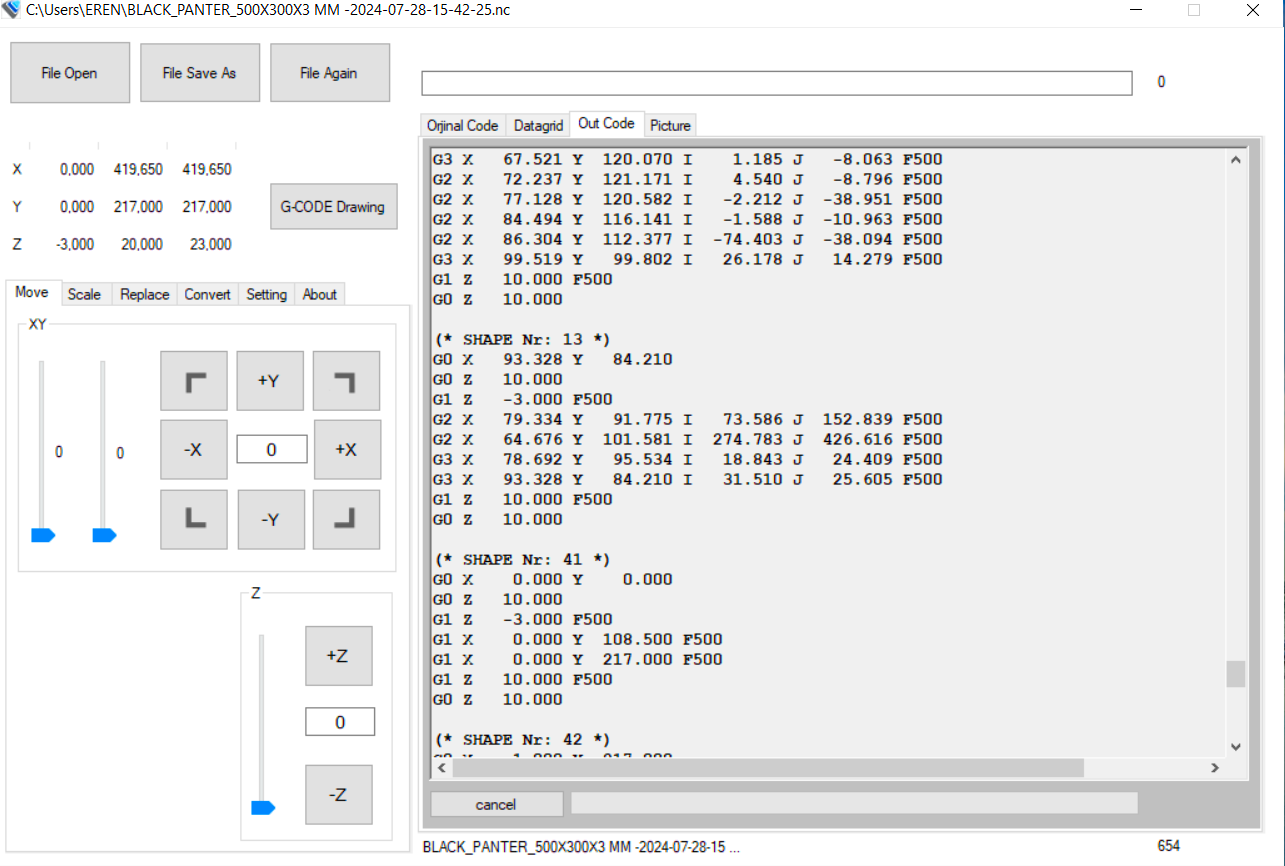 C:\Users\EREN\BLACK_PANTER_500X300X3 MM -2024-07-28-15-42-25.nc
File Open File Save As File Again
0
Orjinal Code Datagrid Out Code Picture
X 0,000 419,650 419,650
Y 0,000 217,000 217,000
Z -3,000 20,000 23,000
G-CODE Drawing
Move Scale Replace Convert Setting About
XY
+Y
0 0 -X 0 +X
-Y
Z
+Z
0
-Z
G3 X 67.521 Y 120.070 I 1.185 J -8.063 F500
G2 X 72.237 Y 121.171 I 4.540 J -8.796 F500
G2 X 77.128 Y 120.582 I -2.212 J -38.951 F500
G2 X 84.494 Y 116.141 I -1.588 J -10.963 F500
G2 X 86.304 Y 112.377 I -74.403 J -38.094 F500
G3 X 99.519 Y 99.802 I 26.178 J 14.279 F500
G1 Z 10.000 F500
G0 Z 10.000
(* SHAPE Nr: 13 *)
G0 X 93.328 Y 84.210
G0 Z 10.000
G1 Z -3.000 F500
G2 X 79.334 Y 91.775 I 73.586 J 152.839 F500
G2 X 64.676 Y 101.581 I 274.783 J 426.616 F500
G3 X 78.692 Y 95.534 I 18.843 J 24.409 F500
G3 X 93.328 Y 84.210 I 31.510 J 25.605 F500
G1 Z 10.000 F500
G0 Z 10.000
(* SHAPE Nr: 41 *)
G0 X 0.000 Y 0.000
G0 Z 10.000
G1 Z -3.000 F500
G1 X 0.000 Y 108.500 F500
G1 X 0.000 Y 217.000 F500
G1 Z 10.000 F500
G0 Z 10.000
(* SHAPE Nr: 42 *)
cancel
BLACK_PANTER_500X300X3 MM -2024-07-28-15 ... 654